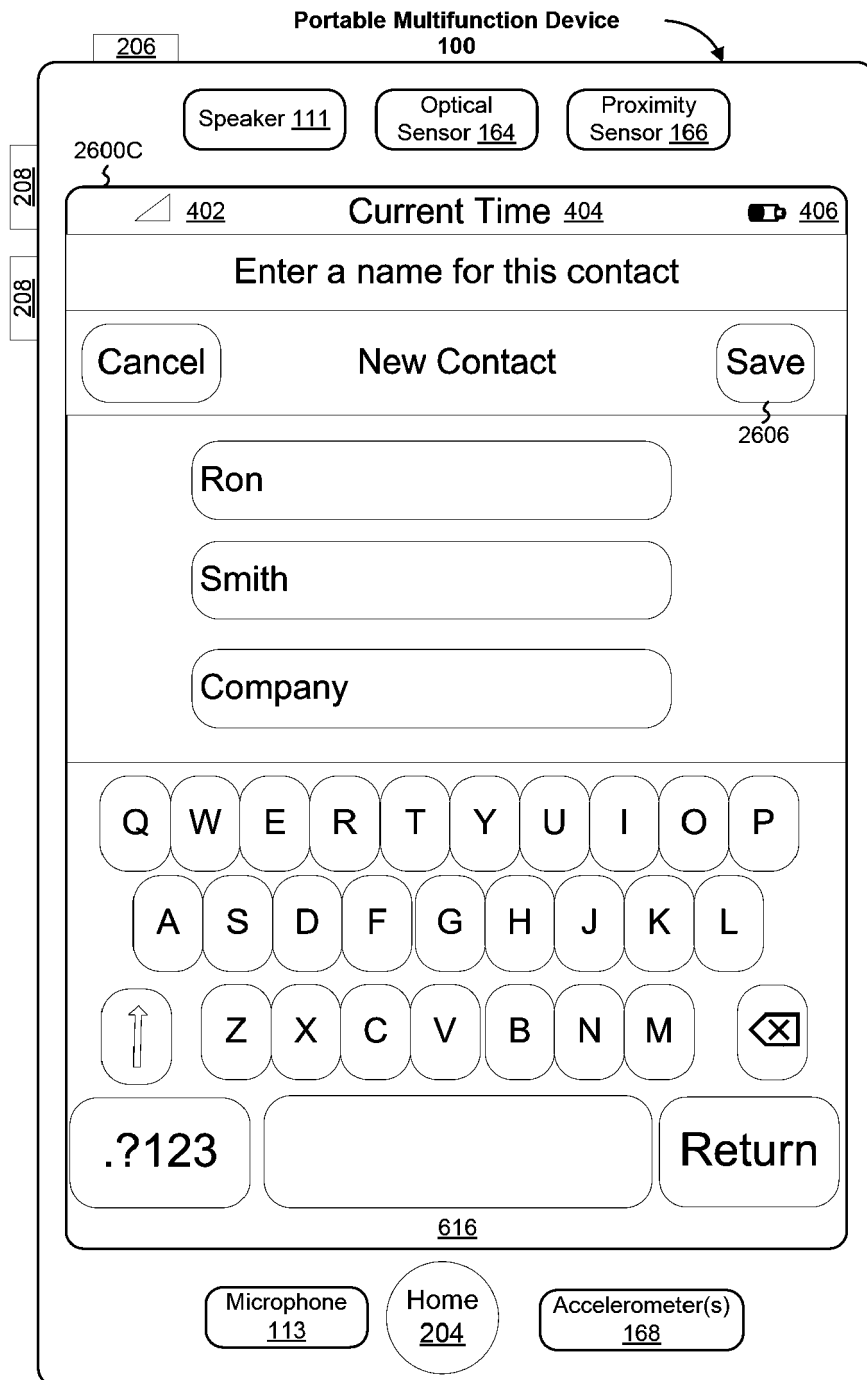 Portable Multifunction Device
100
206
Speaker 111
Optical
Sensor 164
Proximity
Sensor 166
2600C
208
208
402
Current Time 404
406
Enter a name for this contact
Cancel
New Contact
Save
2606
Ron
Smith
Company
Q W E R T Y U I O P
A S D F G H J K L
Z X C V B N M
.?123
Return
616
Microphone
113
Home
204
Accelerometer(s)
168